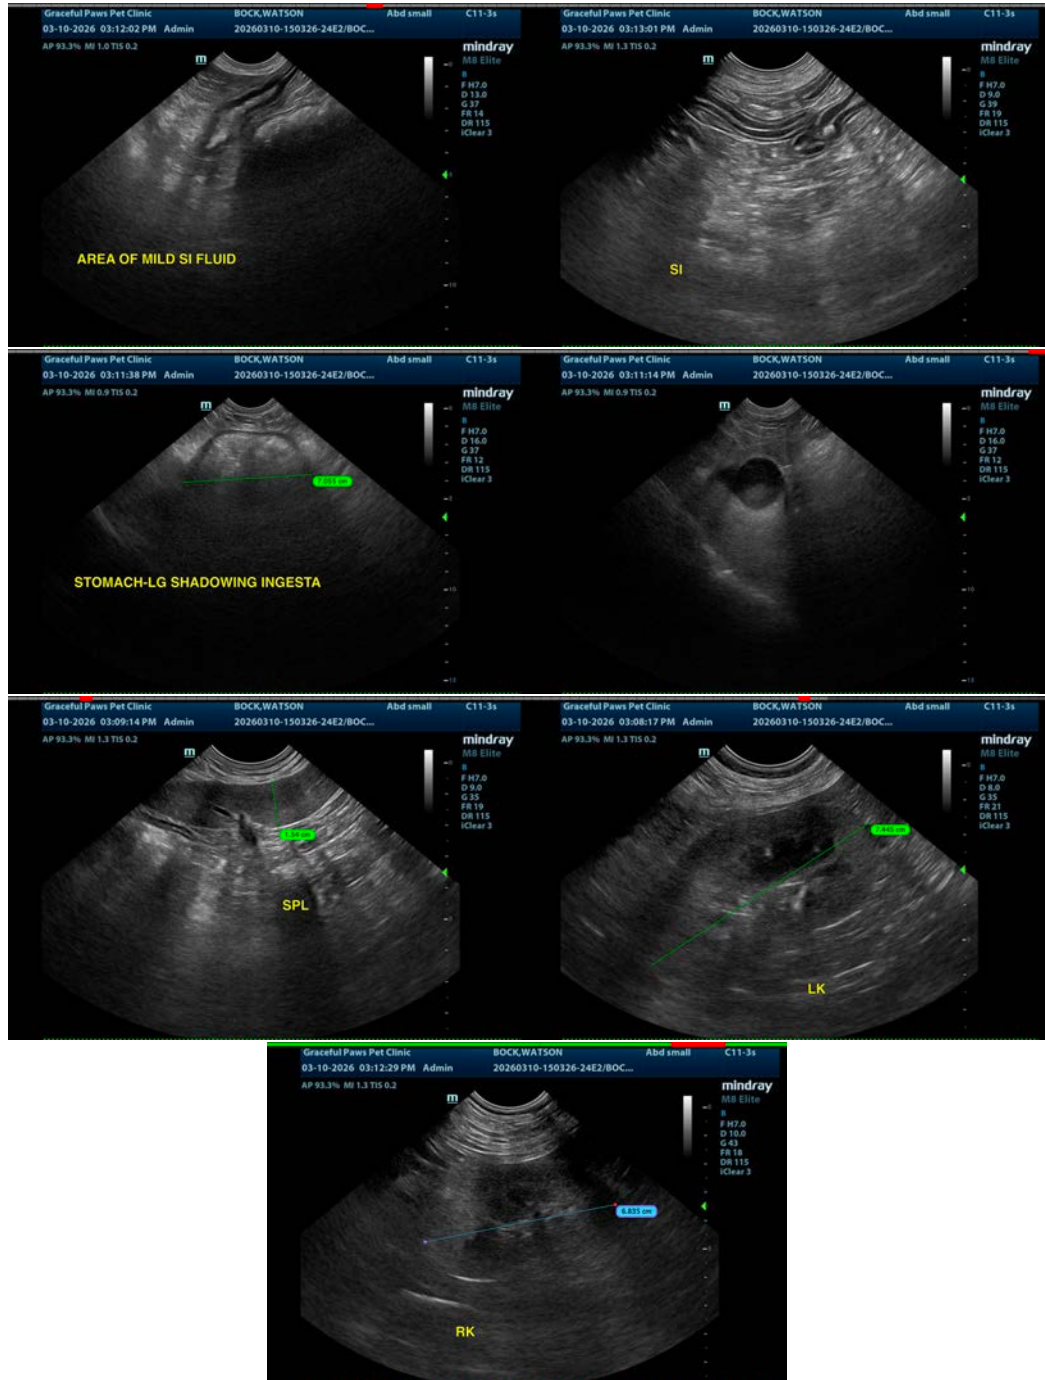 Graceful Paws Pet Clinic BOCK,WATSON Abd small C11-3s
03-10-2026 03:12:02 PM Admin 20260310-150326-24E2/BOC...
AP 93.3% MI 1.0 TIS 0.2
mindray
M8 Elite
m
B
F H7.0
D 13.0
G 37
FR 14
DR 115
iClear 3
AREA OF MILD SI FLUID
Graceful Paws Pet Clinic BOCK,WATSON Abd small C11-3s
03-10-2026 03:13:01 PM Admin 20260310-150326-24E2/BOC...
AP 93.3% MI 1.3 TIS 0.2
mindray
M8 Elite
m
B
F H7.0
D 9.0
G 39
FR 19
DR 115
iClear 3
SI
Graceful Paws Pet Clinic BOCK,WATSON Abd small C11-3s
03-10-2026 03:11:38 PM Admin 20260310-150326-24E2/BOC...
AP 93.3% MI 0.9 TIS 0.2
mindray
M8 Elite
m
B
F H7.0
D 16.0
G 37
FR 12
DR 115
iClear 3
7.055 cm
STOMACH-LG SHADOWING INGESTA
Graceful Paws Pet Clinic BOCK,WATSON Abd small C11-3s
03-10-2026 03:11:14 PM Admin 20260310-150326-24E2/BOC...
AP 93.3% MI 0.9 TIS 0.2
mindray
M8 Elite
m
B
F H7.0
D 16.0
G 37
FR 12
DR 115
iClear 3
Graceful Paws Pet Clinic BOCK,WATSON Abd small C11-3s
03-10-2026 03:09:14 PM Admin 20260310-150326-24E2/BOC...
AP 93.3% MI 1.3 TIS 0.2
mindray
M8 Elite
m
B
F H7.0
D 9.0
G 35
FR 19
DR 115
iClear 3
1.54 cm
SPL
Graceful Paws Pet Clinic BOCK,WATSON Abd small C11-3s
03-10-2026 03:08:17 PM Admin 20260310-150326-24E2/BOC...
AP 93.3% MI 1.3 TIS 0.2
mindray
M8 Elite
m
B
F H7.0
D 8.0
G 35
FR 21
DR 115
iClear 3
7.445 cm
LK
Graceful Paws Pet Clinic BOCK,WATSON Abd small C11-3s
03-10-2026 03:12:29 PM Admin 20260310-150326-24E2/BOC...
AP 93.3% MI 1.3 TIS 0.2
mindray
M8 Elite
m
B
F H7.0
D 10.0
G 43
FR 18
DR 115
iClear 3
6.835 cm
RK